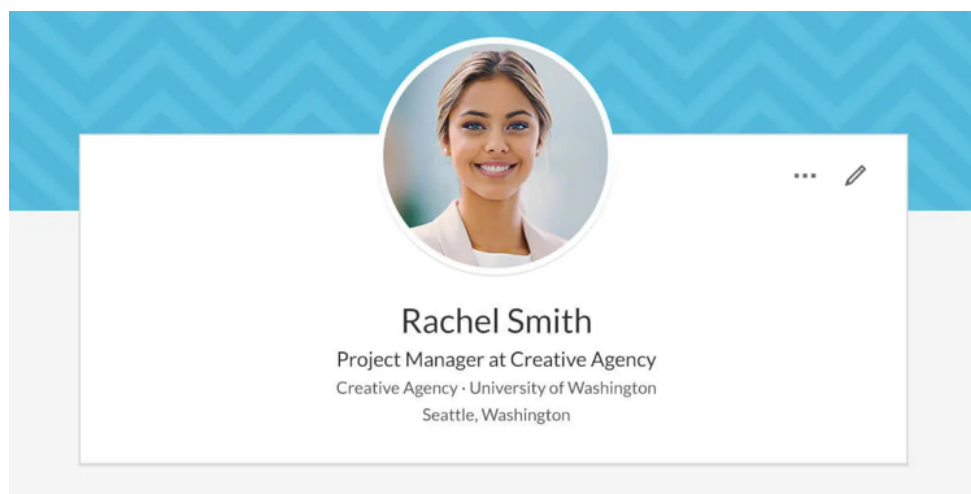 Rachel Smith
Project Manager at Creative Agency
Creative Agency · University of Washington
Seattle, Washington